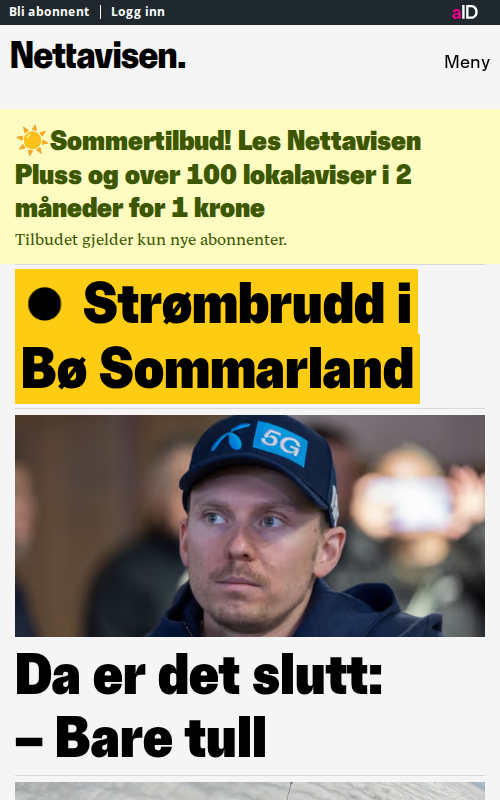 Bli abonnent | Logg inn
aID
Nettavisen.
Meny
☀️Sommertilbud! Les Nettavisen
Pluss og over 100 lokalaviser i 2
måneder for 1 krone
Tilbudet gjelder kun nye abonnenter.
● Strømbrudd i
Bø Sommarland
5G
Da er det slutt:
– Bare tull